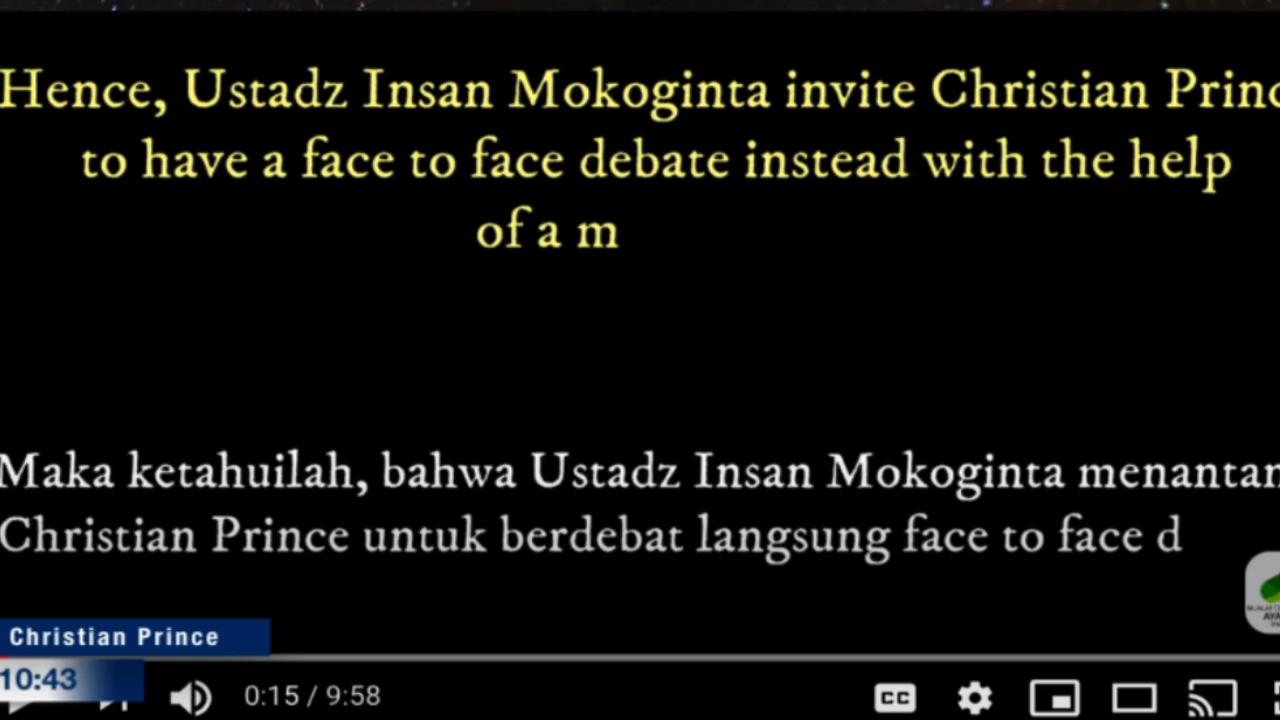 Hence, Ustadz Insan Mokoginta invite Christian Princ
to have a face to face debate instead with the help
of a m
Maka ketahuilah, bahwa Ustadz Insan Mokoginta menantan
Christian Prince untuk berdebat langsung face to face d
Christian Prince
10:43
0:15 / 9:58
CC